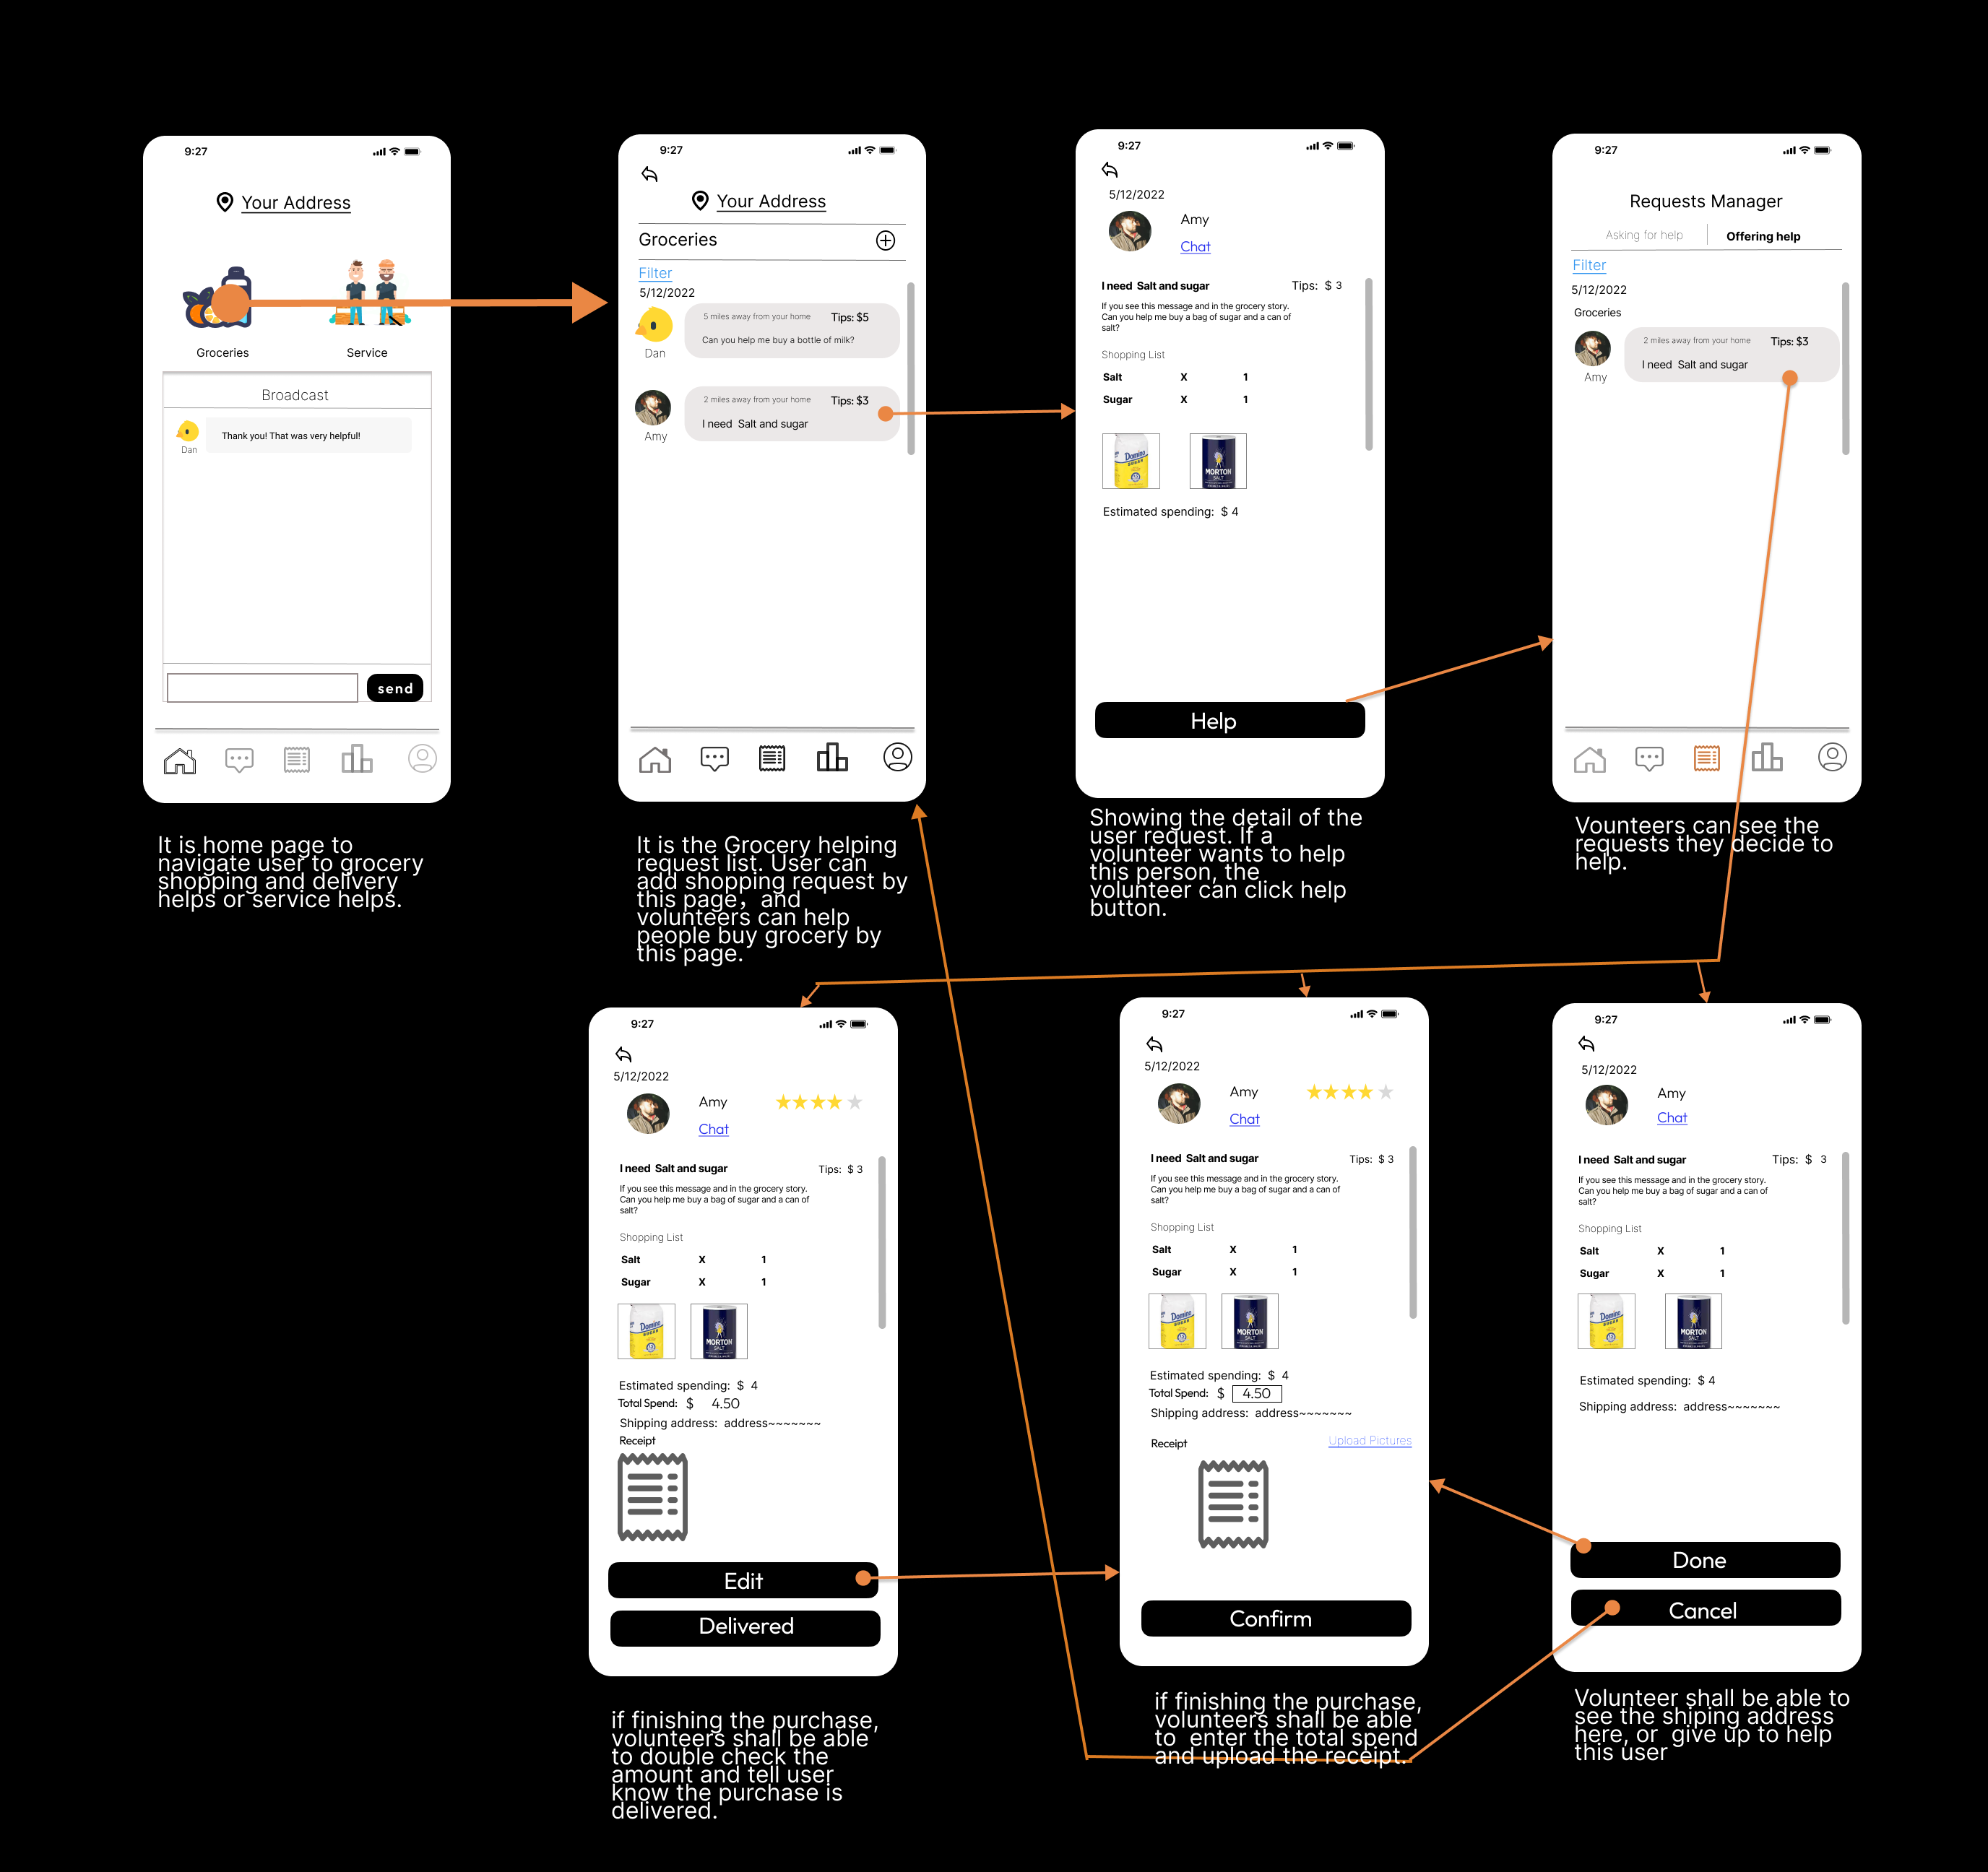 9:27
Your Address
Groceries
Service
Broadcast
Thank you! That was very helpful!
Dan
send
It is home page to
navigate user to grocery
shopping and delivery
helps or service helps.
9:27
Your Address
Groceries
Filter
5/12/2022
5 miles away from your home
Tips: $5
Can you help me buy a bottle of milk?
Dan
2 miles away from your home
Tips: $3
I need Salt and sugar
Amy
It is the Grocery helping
request list. User can
add shopping request by
this page, and
volunteers can help
people buy grocery by
this page.
9:27
5/12/2022
Amy
Chat
I need Salt and sugar
Tips: $ 3
If you see this message and in the grocery story.
Can you help me buy a bag of sugar and a can of
salt?
Shopping List
Salt X 1
Sugar X 1
Domino
SUGAR
MORTON
SALT
Estimated spending: $ 4
Help
Showing the detail of the
user request. If a
volunteer wants to help
this person, the
volunteer can click help
button.
9:27
Requests Manager
Asking for help
Offering help
Filter
5/12/2022
Groceries
2 miles away from your home
Tips: $3
I need Salt and sugar
Amy
Vounteers can see the
requests they decide to
help.
9:27
5/12/2022
Amy
Chat
I need Salt and sugar
Tips: $ 3
If you see this message and in the grocery story.
Can you help me buy a bag of sugar and a can of
salt?
Shopping List
Salt X 1
Sugar X 1
Domino
SUGAR
MORTON
SALT
Estimated spending: $ 4
Total Spend: $ 4.50
Shipping address: address~~~~~~~
Receipt
Edit
Delivered
if finishing the purchase,
volunteers shall be able
to double check the
amount and tell user
know the purchase is
delivered.
9:27
5/12/2022
Amy
Chat
I need Salt and sugar
Tips: $ 3
If you see this message and in the grocery story.
Can you help me buy a bag of sugar and a can of
salt?
Shopping List
Salt X 1
Sugar X 1
Domino
SUGAR
MORTON
SALT
Estimated spending: $ 4
Total Spend: $ 4.50
Shipping address: address~~~~~~~
Receipt
Upload Pictures
Confirm
if finishing the purchase,
volunteers shall be able
to enter the total spend
and upload the receipt.
9:27
5/12/2022
Amy
Chat
I need Salt and sugar
Tips: $ 3
If you see this message and in the grocery story.
Can you help me buy a bag of sugar and a can of
salt?
Shopping List
Salt X 1
Sugar X 1
Domino
SUGAR
MORTON
SALT
Estimated spending: $ 4
Shipping address: address~~~~~~~
Done
Cancel
Volunteer shall be able to
see the shiping address
here, or give up to help
this user